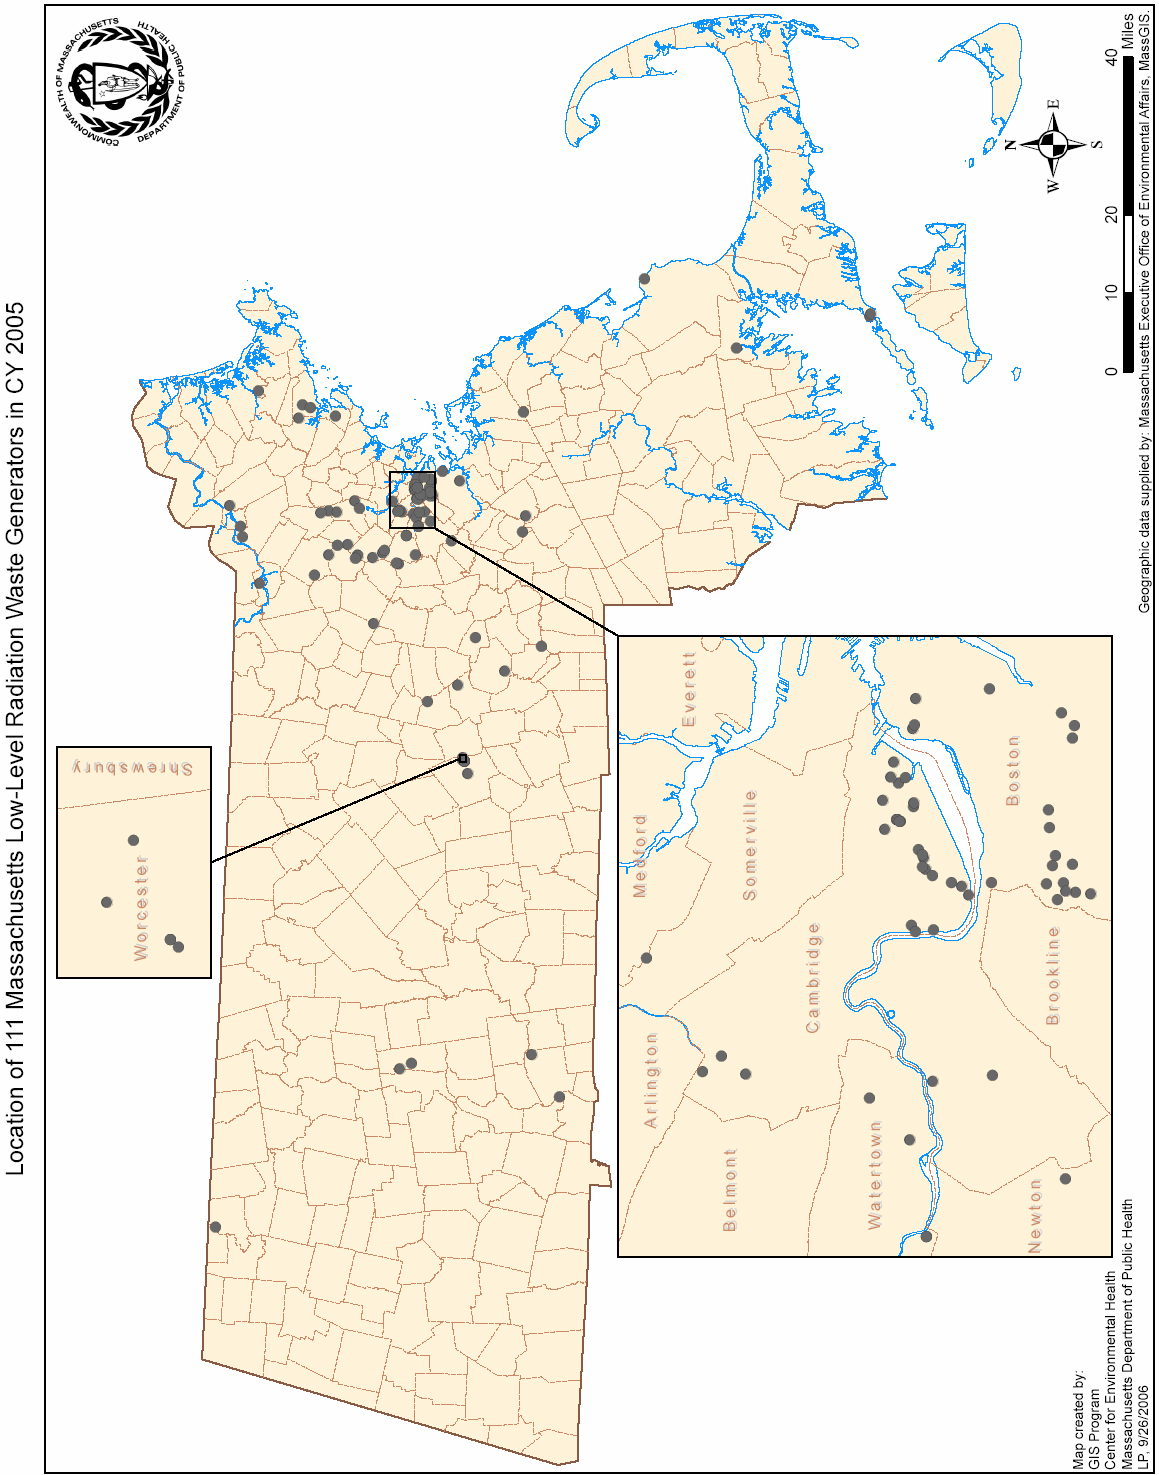 Location of 111 Massachusetts Low-Level Radiation Waste Generators in CY 2005
COMMONWEALTH OF MASSACHUSETTS
DEPARTMENT OF PUBLIC HEALTH
Shrewsbury
Worcester
Everett
Medford
Somerville
Boston
Cambridge
Arlington
Brookline
Belmont
Watertown
Newton
N
W
E
S
0 10 20 40
Miles
Geographic data supplied by: Massachusetts Executive Office of Environmental Affairs, MassGIS.
Map created by:
GIS Program
Center for Environmental Health
Massachusetts Department of Public Health
LP, 9/26/2006